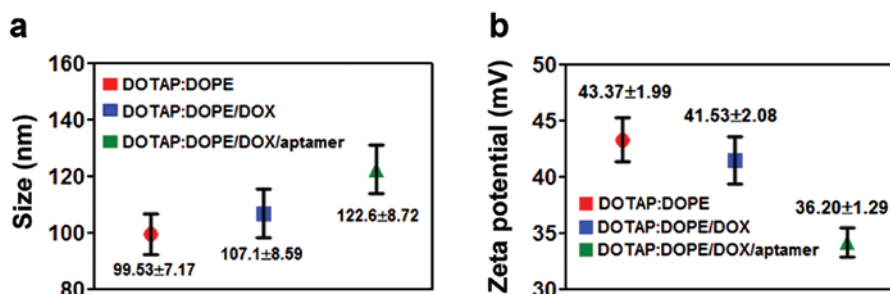 a
Size (nm)
160
140
120
100
80
DOTAP:DOPE
DOTAP:DOPE/DOX
DOTAP:DOPE/DOX/aptamer
99.53±7.17
107.1±8.59
122.6±8.72
b
Zeta potential (mV)
50
45
40
35
30
43.37±1.99
41.53±2.08
36.20±1.29
DOTAP:DOPE
DOTAP:DOPE/DOX
DOTAP:DOPE/DOX/aptamer